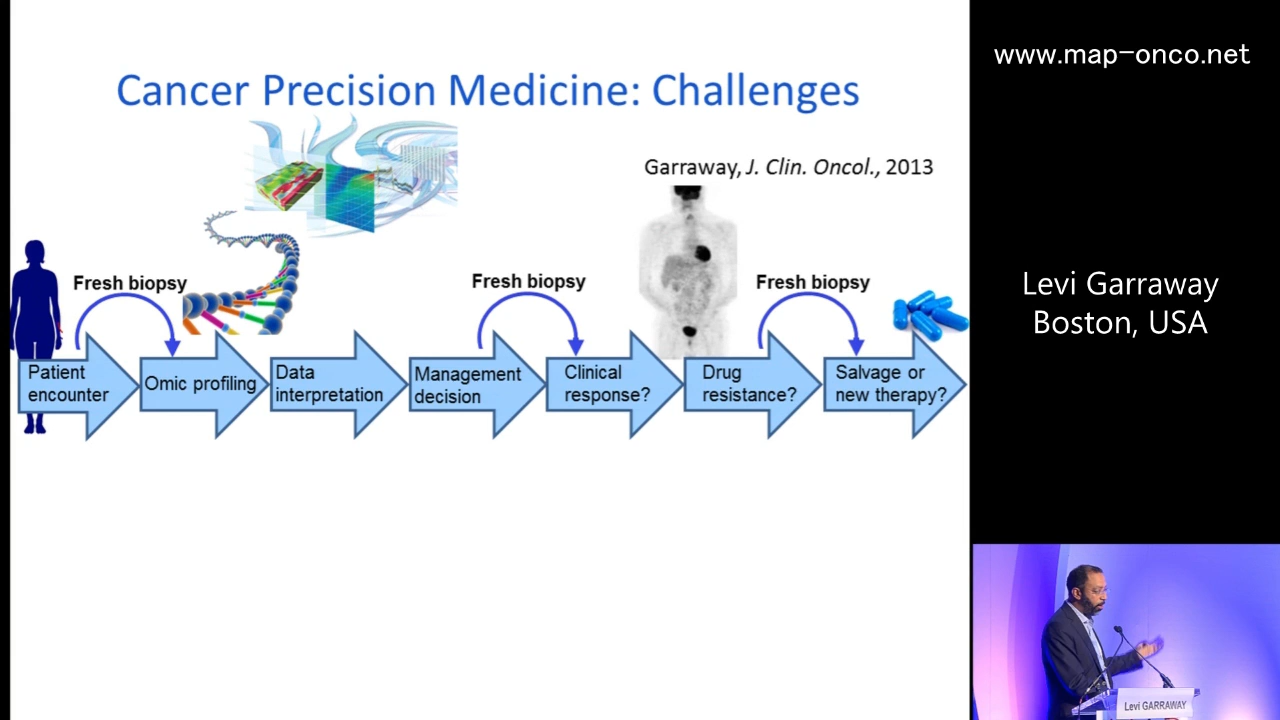 Cancer Precision Medicine: Challenges
Garraway, J. Clin. Oncol., 2013
Fresh biopsy
Fresh biopsy
Fresh biopsy
Patient
encounter
Omic profiling
Data
interpretation
Management
decision
Clinical
response?
Drug
resistance?
Salvage or
new therapy?
www.map-onco.net
Levi Garraway
Boston, USA
Levi GARRAWAY